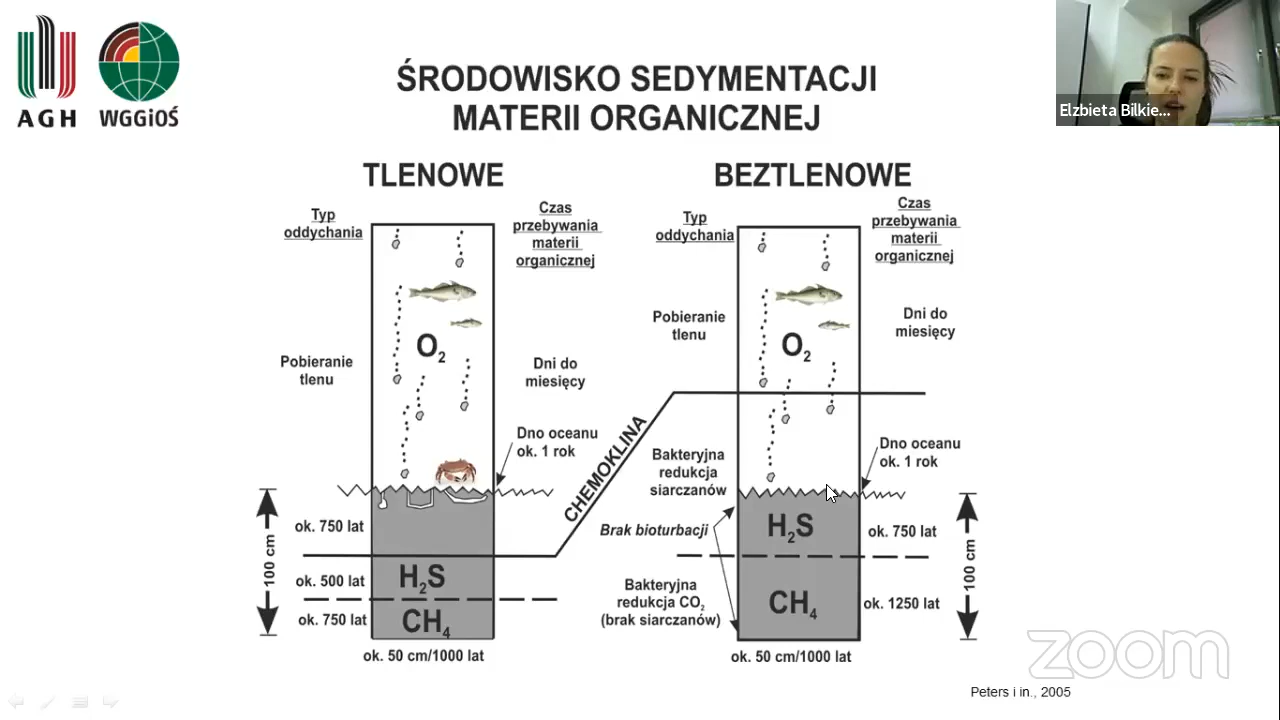 AGH
WGGiOŚ
Elzbieta Bilkie...
ŚRODOWISKO SEDYMENTACJI
MATERII ORGANICZNEJ
TLENOWE
BEZTLENOWE
Typ
oddychania
Czas
przebywania
materii
organicznej
O₂
Pobieranie
tlenu
Dni do
miesięcy
Dno oceanu
ok. 1 rok
100 cm
ok. 750 lat
ok. 500 lat
ok. 750 lat
H₂S
CH₄
ok. 50 cm/1000 lat
CHEMOKLINA
Typ
oddychania
Czas
przebywania
materii
organicznej
Pobieranie
tlenu
O₂
Dni do
miesięcy
Bakteryjna
redukcja
siarczanów
Dno oceanu
ok. 1 rok
Brak bioturbacji
H₂S
ok. 750 lat
Bakteryjna
redukcja CO₂
(brak siarczanów)
CH₄
ok. 1250 lat
100 cm
ok. 50 cm/1000 lat
zoom
Peters i in., 2005